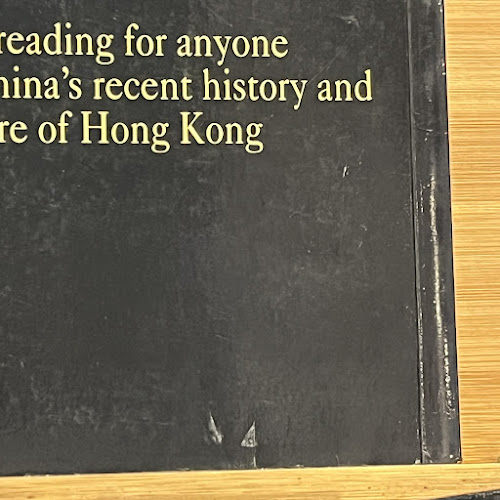 reading for anyone
hina's recent history and
re of Hong Kong